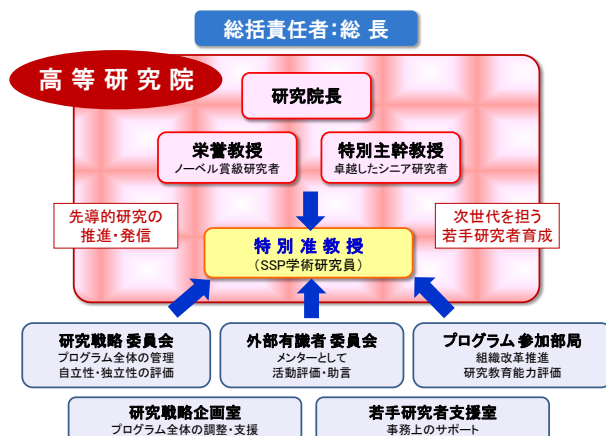 総括責任者:総 長
高 等 研 究 院
研究院長
栄誉教授
ノーベル賞級研究者
特別主幹教授
卓越したシニア研究者
先導的研究の
推進・発信
次世代を担う
若手研究者育成
特 別 准 教 授
(SSP学術研究員)
研究戦略 委員会
プログラム全体の管理
自立性・独立性の評価
外部有識者 委員会
メンターとして
活動評価・助言
プログラム 参加部局
組織改革推進
研究教育能力評価
研究戦略企画室
プログラム全体の調整・支援
若手研究者支援室
事務上のサポート